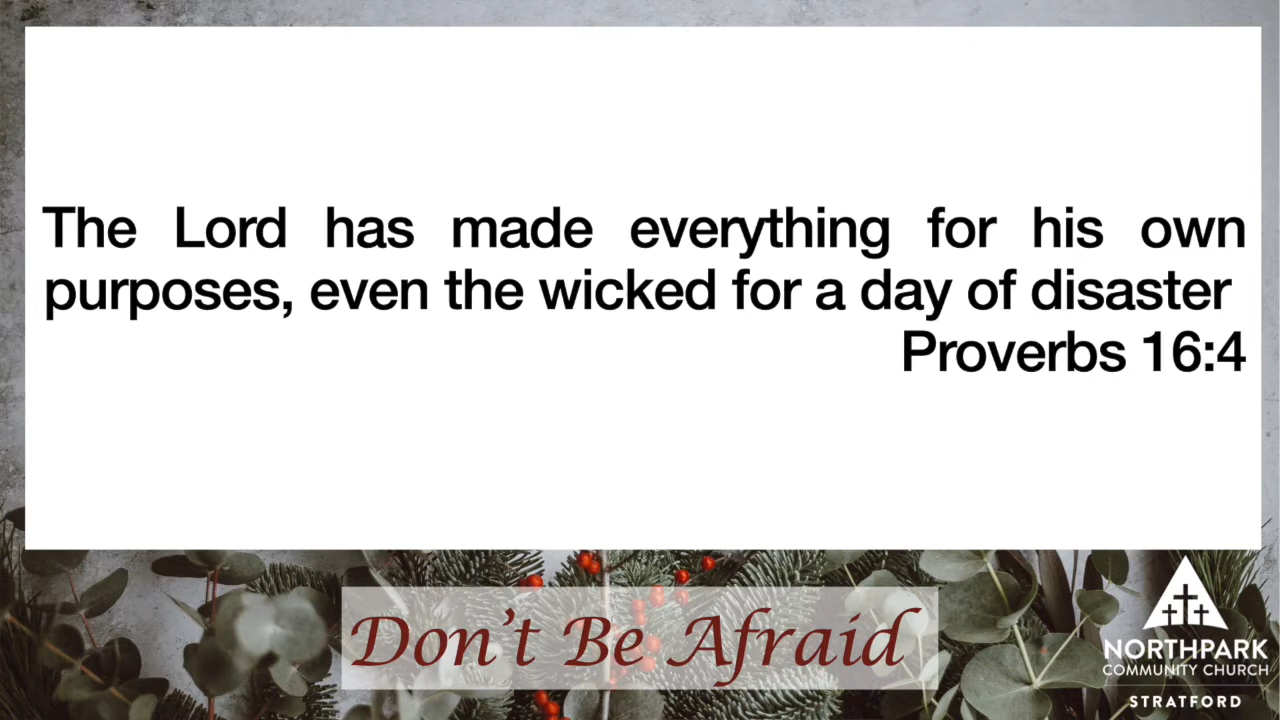 The Lord has made everything for his own
purposes, even the wicked for a day of disaster
Proverbs 16:4
Don't Be Afraid
NORTHPARK
COMMUNITY CHURCH
STRATFORD